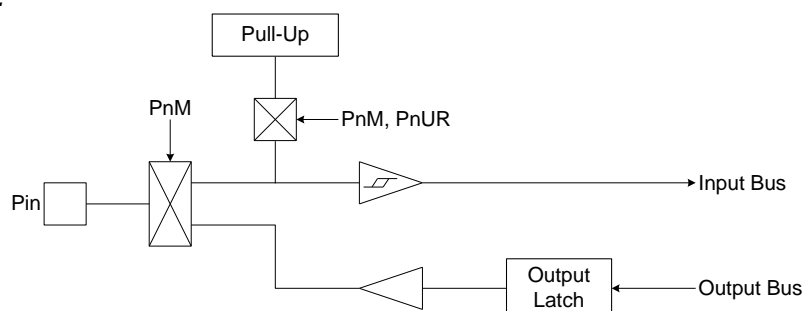 Pull-Up
PnM
PnM, PnUR
Pin
Input Bus
Output
Latch
Output Bus